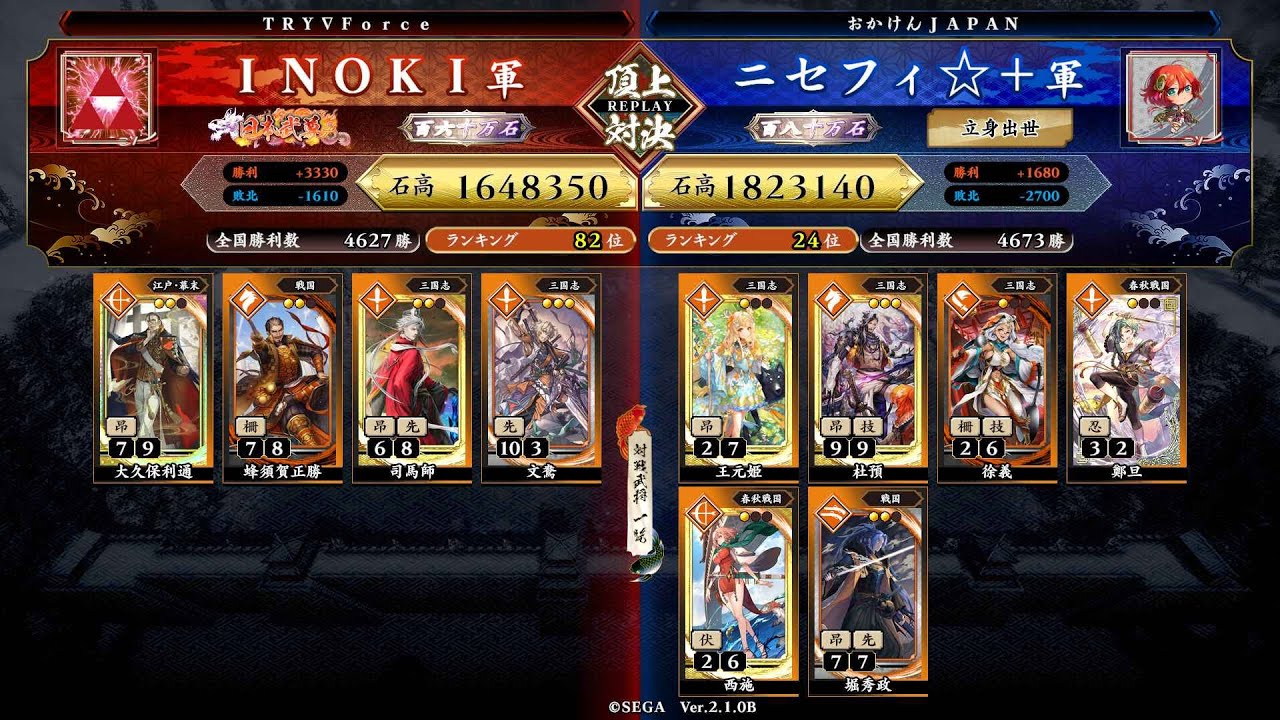 TRY∇Force
おかけんJAPAN
INOKI軍
頂上
REPLAY
対決
ニセフィ☆＋軍
日本武尊
百六十万石
百八十万石
立身出世
勝利 +3330
敗北 -1610
石高 1648350
石高 1823140
勝利 +1680
敗北 -2700
全国勝利数 4627勝
ランキング 82位
ランキング 24位
全国勝利数 4673勝
江戸・幕末
昂
7 9
大久保利通
戦国
柵
7 8
蜂須賀正勝
三国志
昂 先
6 8
司馬師
三国志
先
10 3
文鴦
対戦武将一覧
三国志
昂
2 7
王元姫
三国志
昂 技
9 9
杜預
三国志
柵 技
2 6
徐義
春秋戦国
忍
3 2
鄭旦
春秋戦国
伏
2 6
西施
戦国
昂 先
7 7
堀秀政
©SEGA Ver.2.1.0B